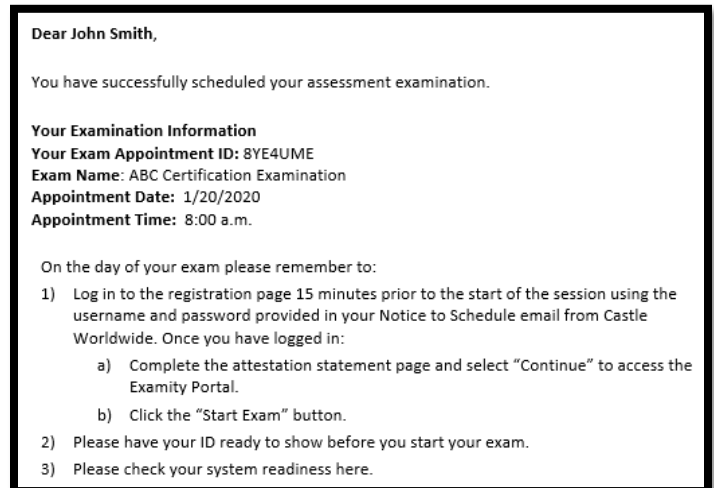 Dear John Smith,
You have successfully scheduled your assessment examination.
Your Examination Information
Your Exam Appointment ID: 8YE4UME
Exam Name: ABC Certification Examination
Appointment Date: 1/20/2020
Appointment Time: 8:00 a.m.
On the day of your exam please remember to:
1) Log in to the registration page 15 minutes prior to the start of the session using the
username and password provided in your Notice to Schedule email from Castle
Worldwide. Once you have logged in:
a) Complete the attestation statement page and select “Continue” to access the
Examity Portal.
b) Click the “Start Exam” button.
2) Please have your ID ready to show before you start your exam.
3) Please check your system readiness here.